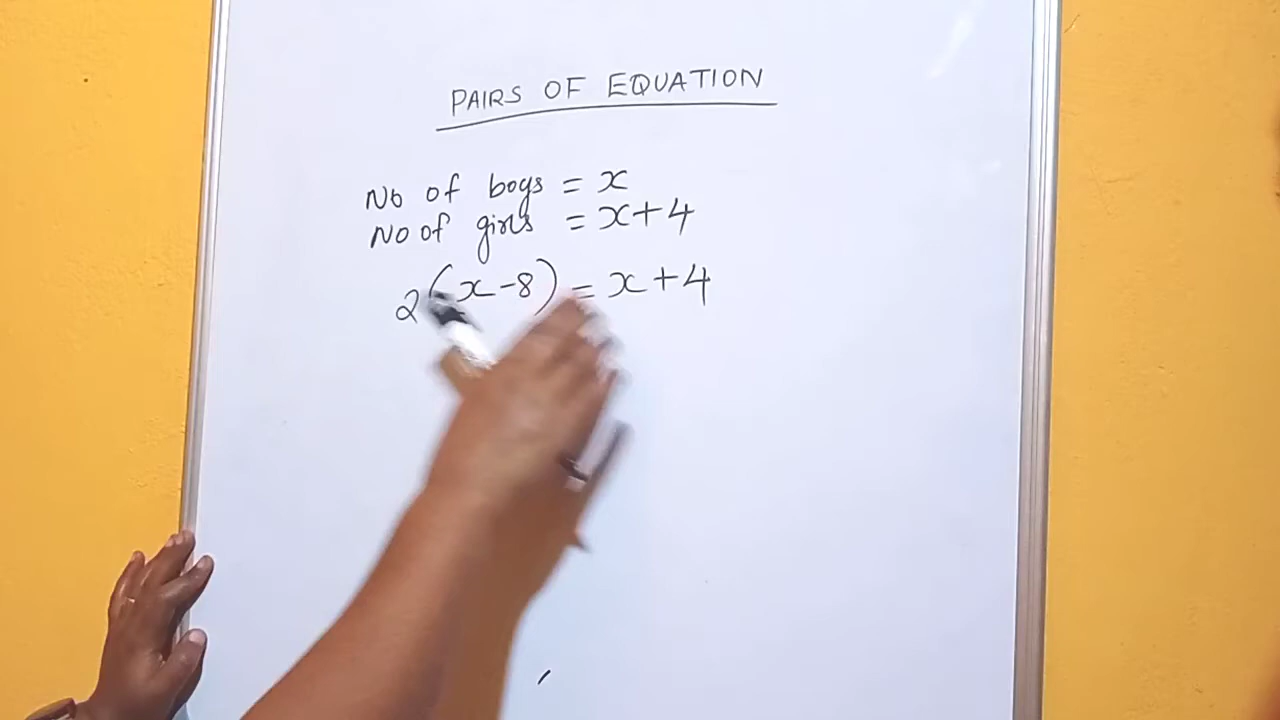 PAIRS OF EQUATION
No of boys = x
No of girls = x+4
2(x-8) = x+4